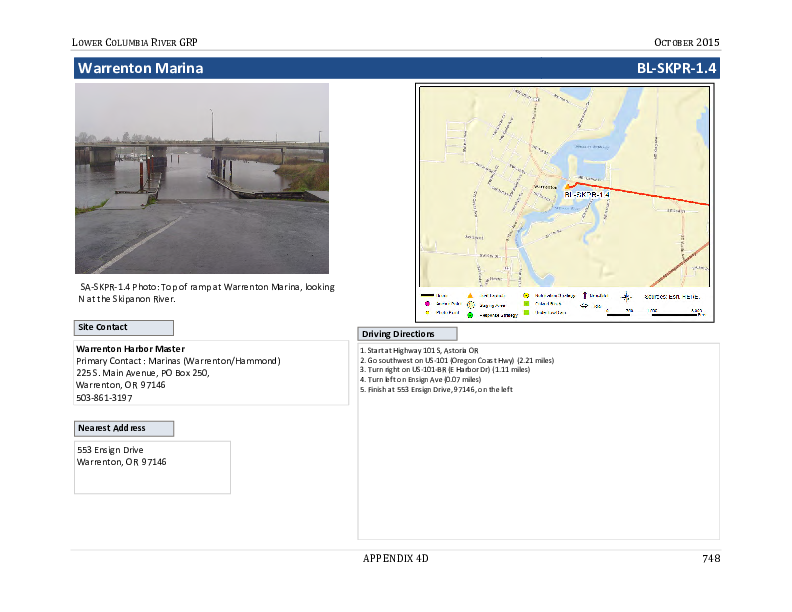 LOWER COLUMBIA RIVER GRP
OCTOBER 2015
Warrenton Marina
BL-SKPR-1.4
Warrenton
BL-SKPR-1.4
Sources: Esri, HERE,
SA-SKPR-1.4 Photo: Top of ramp at Warrenton Marina, looking
N at the Skipanon River.
Site Contact
Warrenton Harbor Master
Primary Contact : Marinas (Warrenton/Hammond)
225 S. Main Avenue, PO Box 250,
Warrenton, OR 97146
503-861-3197
Nearest Address
553 Ensign Drive
Warrenton, OR 97146
Driving Directions
1. Start at Highway 101 S, Astoria OR
2. Go southwest on US-101 (Oregon Coast Hwy) (2.21 miles)
3. Turn right on US-101-BR (E Harbor Dr) (1.11 miles)
4. Turn left on Ensign Ave (0.07 miles)
5. Finish at 553 Ensign Drive, 97146, on the left
APPENDIX 4D
748